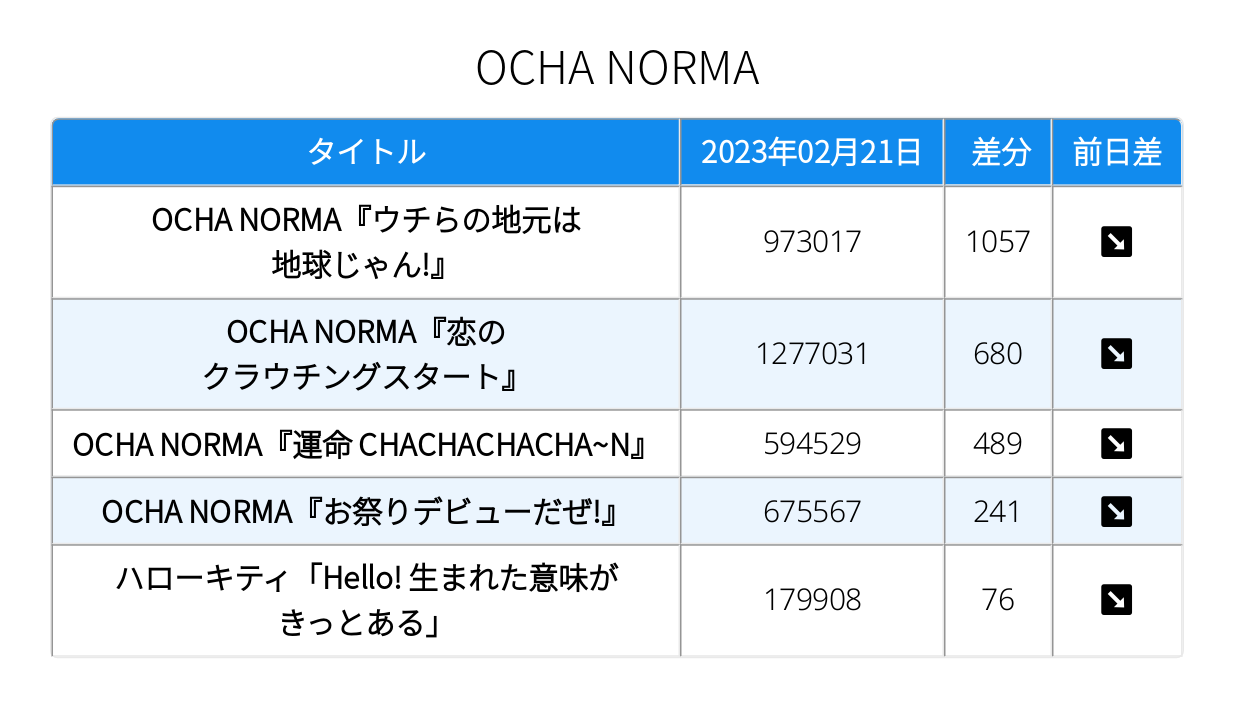 OCHA NORMA
タイトル 2023年02月21日 差分 前日差
OCHA NORMA『ウチらの地元は
地球じゃん!』 973017 1057 ↘
OCHA NORMA『恋の
クラウチングスタート』 1277031 680 ↘
OCHA NORMA『運命 CHACHACHACHA~N』 594529 489 ↘
OCHA NORMA『お祭りデビューだぜ!』 675567 241 ↘
ハローキティ「Hello! 生まれた意味が
きっとある」 179908 76 ↘